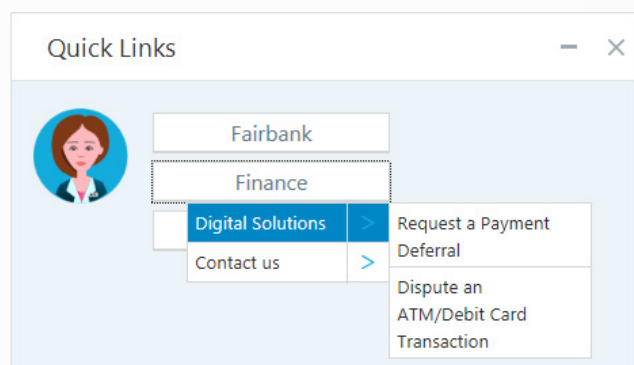 Quick Links
Fairbank
Finance
Digital Solutions >
Contact us >
Request a Payment
Deferral
Dispute an
ATM/Debit Card
Transaction